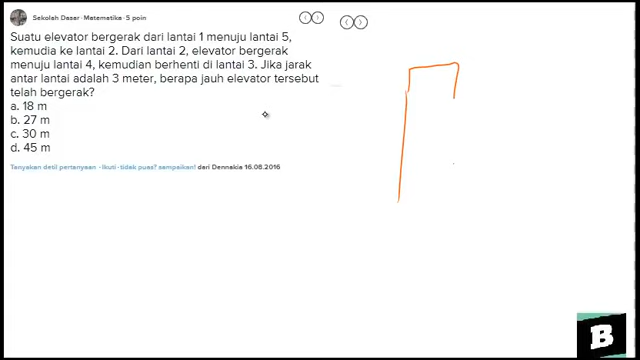 Sekolah Dasar · Matematika · 5 poin
Suatu elevator bergerak dari lantai 1 menuju lantai 5,
kemudia ke lantai 2. Dari lantai 2, elevator bergerak
menuju lantai 4, kemudian berhenti di lantai 3. Jika jarak
antar lantai adalah 3 meter, berapa jauh elevator tersebut
telah bergerak?
a. 18 m
b. 27 m
c. 30 m
d. 45 m
Tanyakan detil pertanyaan · Ikuti · tidak puas? sampaikan! dari Dennakia 16.08.2016
B